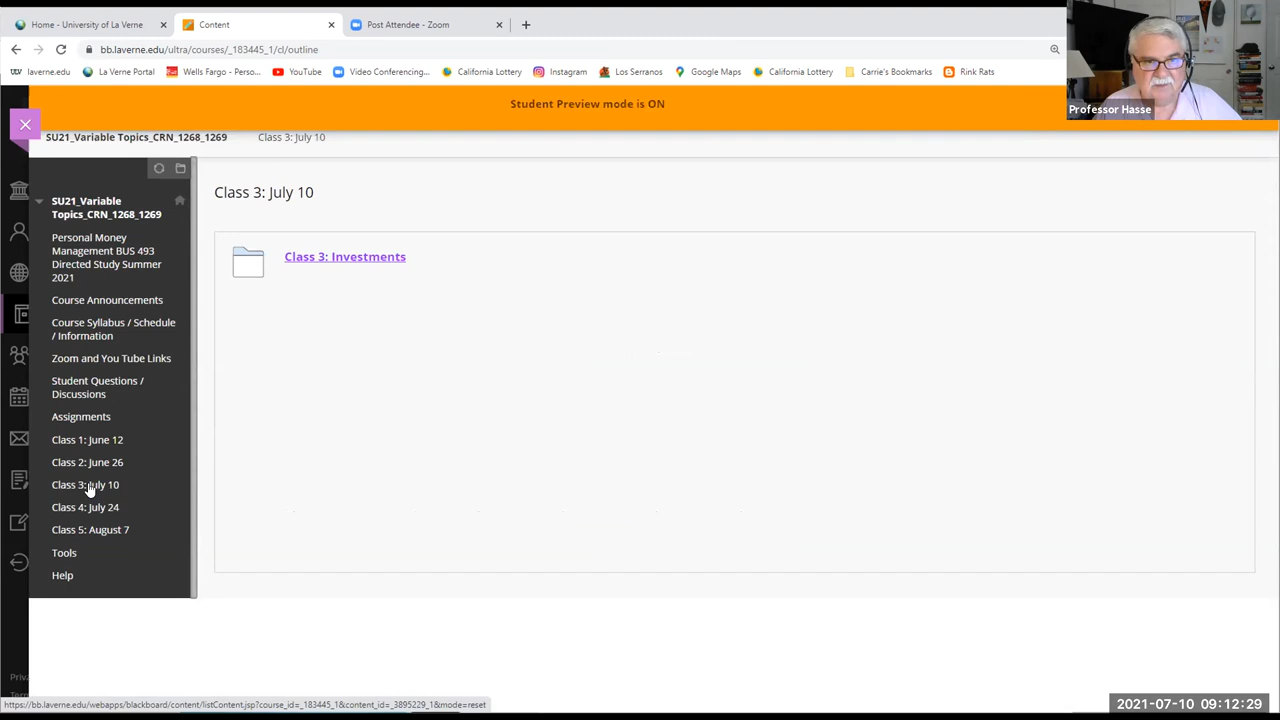 Home - University of La Verne
Content
Post Attendee - Zoom
bb.laverne.edu/ultra/courses/_183445_1/cl/outline
laverne.edu
La Verne Portal
Wells Fargo - Perso...
YouTube
Video Conferencing...
California Lottery
Instagram
Los Serranos
Google Maps
California Lottery
Carrie's Bookmarks
Rink Rats
Professor Hasse
Student Preview mode is ON
SU21_Variable Topics_CRN_1268_1269
Class 3: July 10
SU21_Variable
Topics_CRN_1268_1269
Personal Money
Management BUS 493
Directed Study Summer
2021
Course Announcements
Course Syllabus / Schedule
/ Information
Zoom and You Tube Links
Student Questions /
Discussions
Assignments
Class 1: June 12
Class 2: June 26
Class 3: July 10
Class 4: July 24
Class 5: August 7
Tools
Help
Class 3: July 10
Class 3: Investments
Priva
Term
https://bb.laverne.edu/webapps/blackboard/content/listContent.jsp?course_id=_183445_1&content_id=_3895229_1&mode=reset
2021-07-10 09:12:29